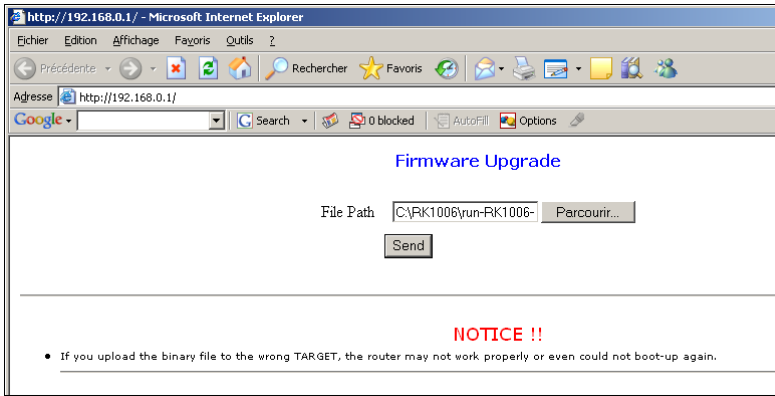 http://192.168.0.1/ - Microsoft Internet Explorer
Eichier Edition Affichage Favoris Outils ?
Précédente Rechercher Favoris
Adresse http://192.168.0.1/
Google Search 0 blocked AutoFill Options
Firmware Upgrade
File Path C:\RK1006\run-RK1006- Parcourir...
Send
NOTICE !!
If you upload the binary file to the wrong TARGET, the router may not work properly or even could not boot-up again.